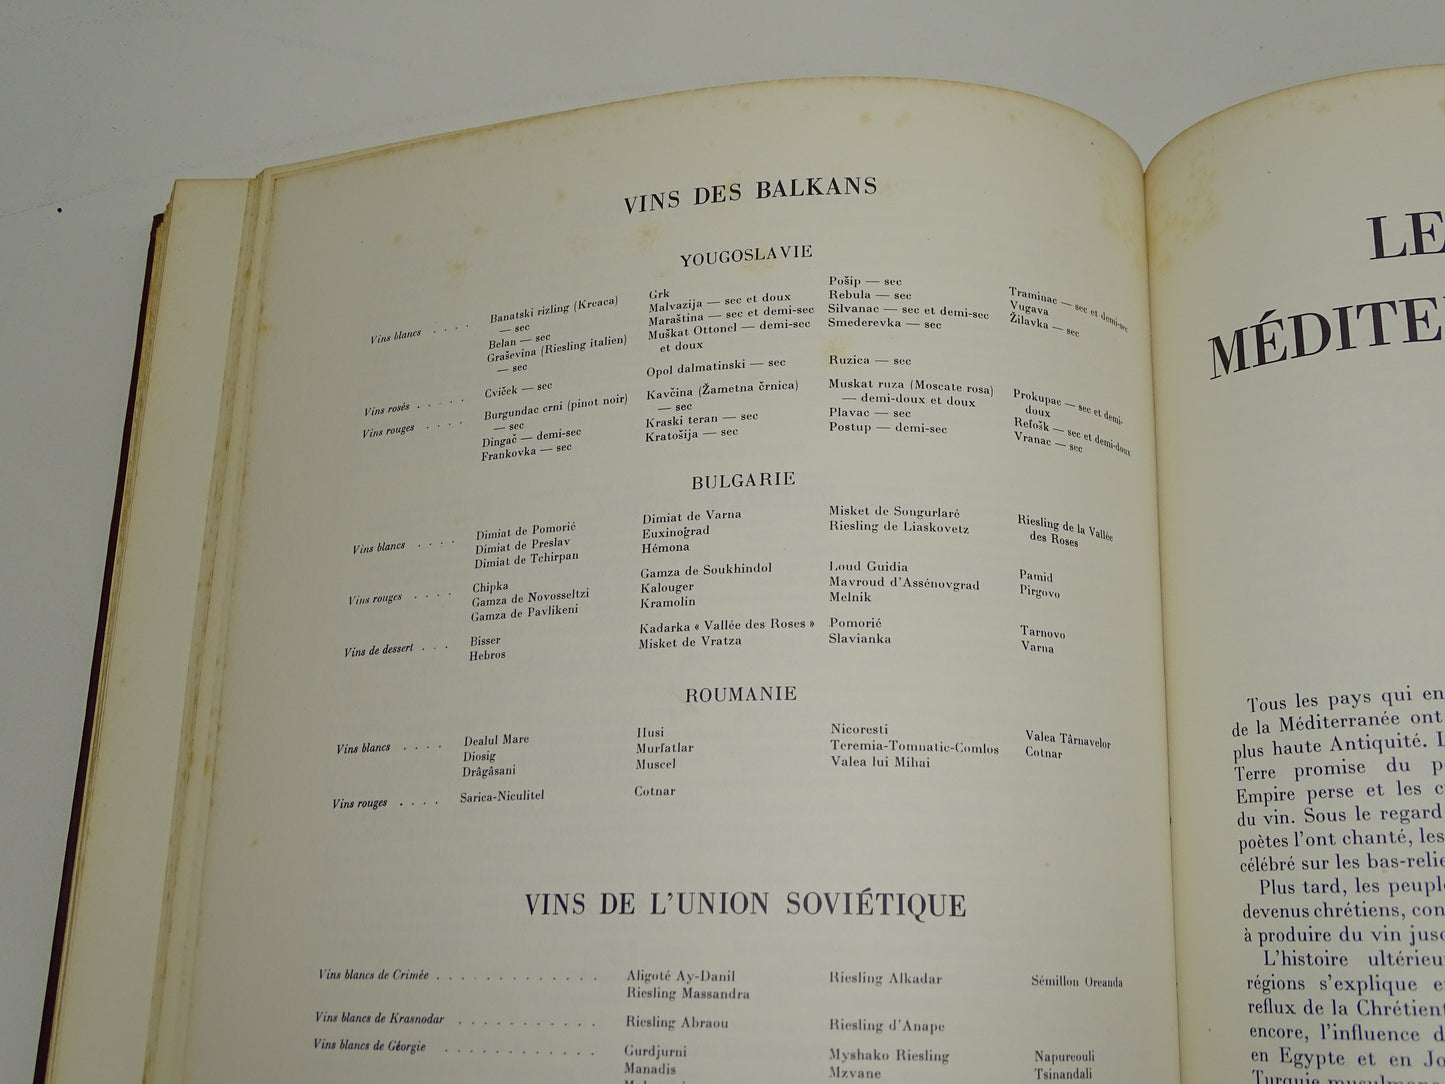 VINS DES BALKANS
YOUGOSLAVIE
Vins blancs . . . .
Banatski rizling (Kreaca)
— sec
Belan — sec
Graševina (Riesling italien)
— sec
Grk
Malvazija — sec et doux
Maraština — sec et demi-sec
Muškat Ottonel — demi-sec
et doux
Pošip — sec
Rebula — sec
Silvanac — sec et demi-sec
Smederevka — sec
Traminac — sec et demi-sec
Vugava
Žilavka — sec
Vins rosés . . . . .
Cviček — sec
Opol dalmatinski — sec
Ruzica — sec
Vins rouges . . . .
Burgundac crni (pinot noir)
— sec
Dingač — demi-sec
Frankovka — sec
Kavčina (Žametna črnica)
— sec
Kraski teran — sec
Kratošija — sec
Muskat ruza (Moscate rosa)
— demi-doux et doux
Plavac — sec
Postup — demi-sec
Prokupac — sec et demi-
doux
Refošk — sec et demi-doux
Vranac — sec
BULGARIE
Vins blancs . . . .
Dimiat de Pomorié
Dimiat de Preslav
Dimiat de Tchirpan
Dimiat de Varna
Euxinograd
Hémona
Misket de Songurlaré
Riesling de Liaskovetz
Riesling de la Vallée
des Roses
Vins rouges . . . .
Chipka
Gamza de Novosseltzi
Gamza de Pavlikeni
Gamza de Soukhindol
Kalouger
Kramolin
Loud Guidia
Mavroud d'Assénovgrad
Melnik
Pamid
Pirgovo
Vins de dessert . . .
Bisser
Hebros
Kadarka « Vallée des Roses »
Misket de Vratza
Pomorié
Slavianka
Tarnovo
Varna
ROUMANIE
Vins blancs . . . .
Dealul Mare
Diosig
Drâgâsani
Husi
Murfatlar
Muscel
Nicoresti
Teremia-Tomnatic-Comlos
Valea lui Mihai
Valea Târnavelor
Cotnar
Vins rouges . . . .
Sarica-Niculitel
Cotnar
VINS DE L'UNION SOVIÉTIQUE
Vins blancs de Crimée . . . . . . . . . . . . .
Aligoté Ay-Danil
Riesling Massandra
Riesling Alkadar
Sémillon Oreanda
Vins blancs de Krasnodar . . . . . . . . . . .
Riesling Abraou
Riesling d'Anape
Vins blancs de Géorgie . . . . . . . . . . . .
Gurdjurni
Manadis
Myshako Riesling
Mzvane
Napureouli
Tsinandali
LE
MÉDITE
Tous les pays qui en
de la Méditerranée ont
plus haute Antiquité.
Terre promise du
Empire perse et les
du vin. Sous le regard
poètes l'ont chanté, les
célébré sur les bas-relie
Plus tard, les peupl
devenus chrétiens, con
à produire du vin jusq
L'histoire ultérieu
régions s'explique
reflux de la Chrétient
encore, l'influence d
en Egypte et en Jo